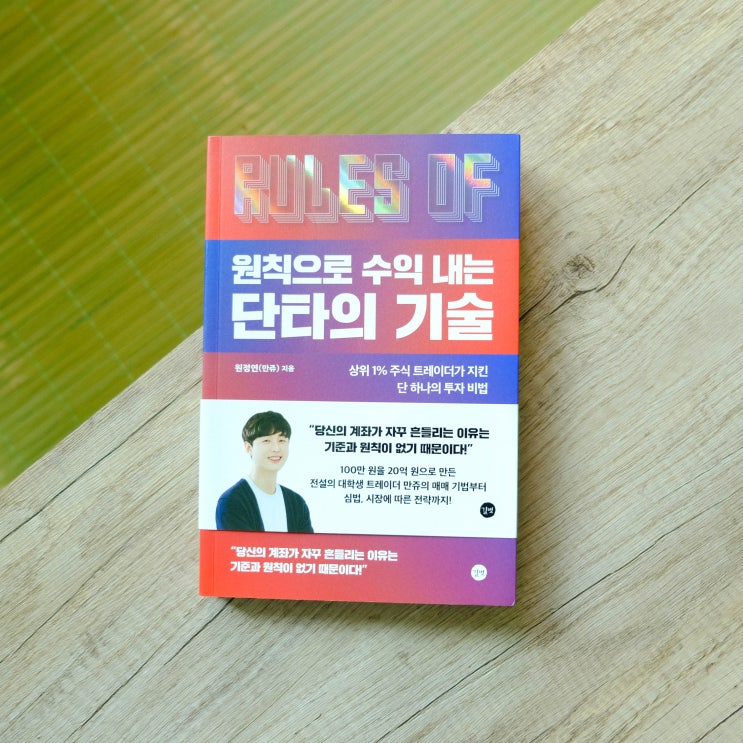 RULES OF
원칙으로 수익 내는
단타의 기술
원정연(만쥬) 지음
상위 1% 주식 트레이더가 지킨
단 하나의 투자 비법
“당신의 계좌가 자꾸 흔들리는 이유는
기준과 원칙이 없기 때문이다!”
100만 원을 20억 원으로 만든
전설의 대학생 트레이더 만쥬의 매매 기법부터
심법, 시장에 따른 전략까지!
길벗
“당신의 계좌가 자꾸 흔들리는 이유는
기준과 원칙이 없기 때문이다!”
길벗